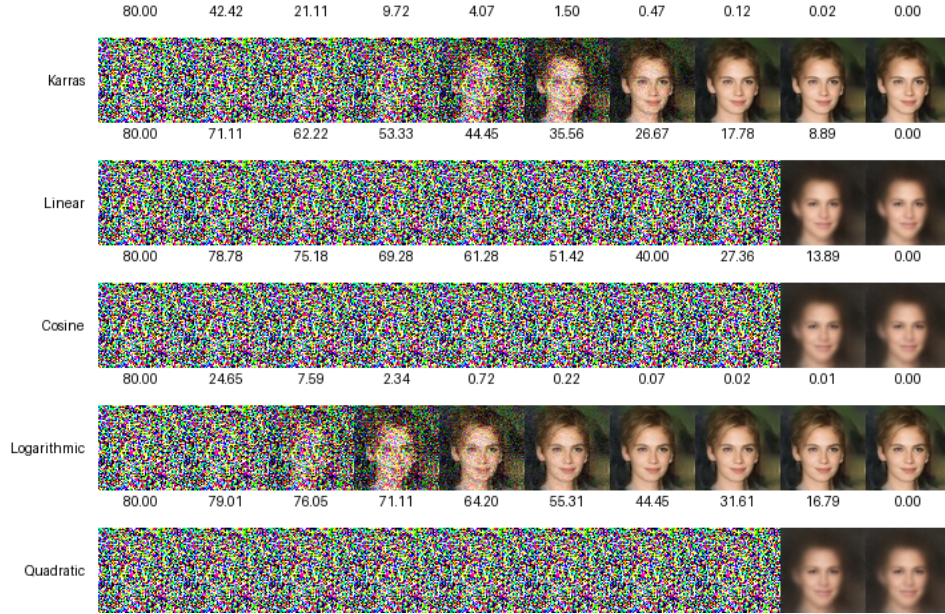 80.00 42.42 21.11 9.72 4.07 1.50 0.47 0.12 0.02 0.00
Karras
80.00 71.11 62.22 53.33 44.45 35.56 26.67 17.78 8.89 0.00
Linear
80.00 78.78 75.18 69.28 61.28 51.42 40.00 27.36 13.89 0.00
Cosine
80.00 24.65 7.59 2.34 0.72 0.22 0.07 0.02 0.01 0.00
Logarithmic
80.00 79.01 76.05 71.11 64.20 55.31 44.45 31.61 16.79 0.00
Quadratic